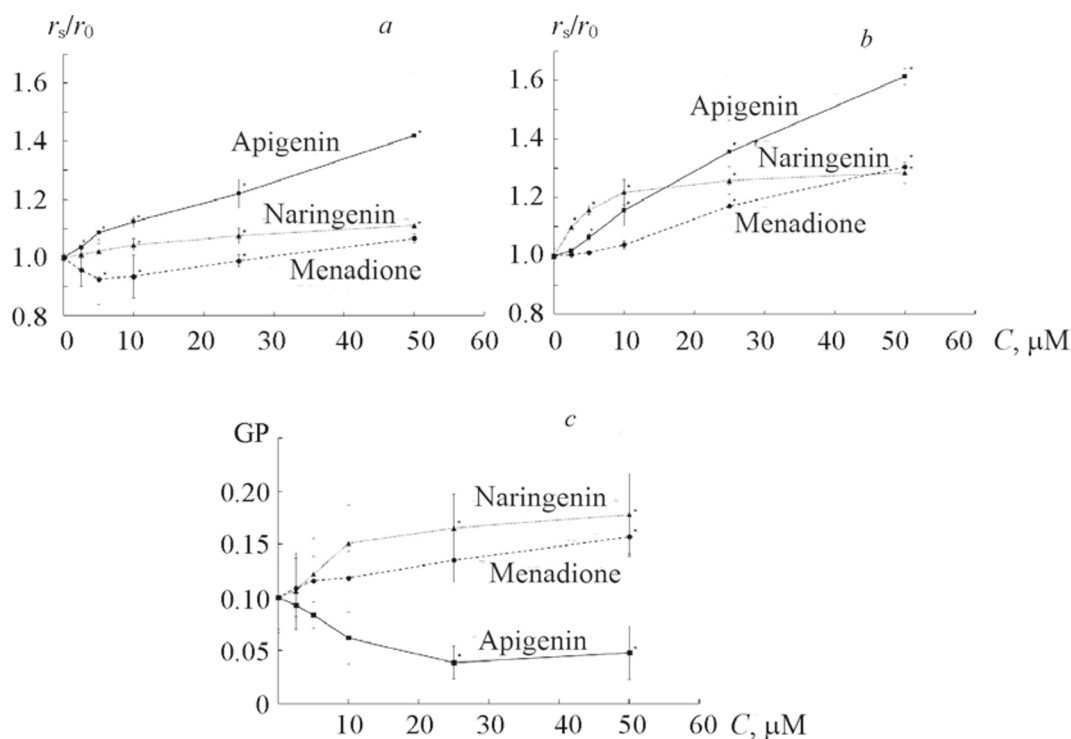 rs/r0 a
1.6
1.4
1.2
1.0
0.8
Apigenin
Naringenin
Menadione
0 10 20 30 40 50 60
rs/r0 b
1.6
1.4
1.2
1.0
0.8
Apigenin
Naringenin
Menadione
0 10 20 30 40 50 60 C, μM
GP c
0.20
0.15
0.10
0.05
0
Naringenin
Menadione
Apigenin
10 20 30 40 50 60 C, μM